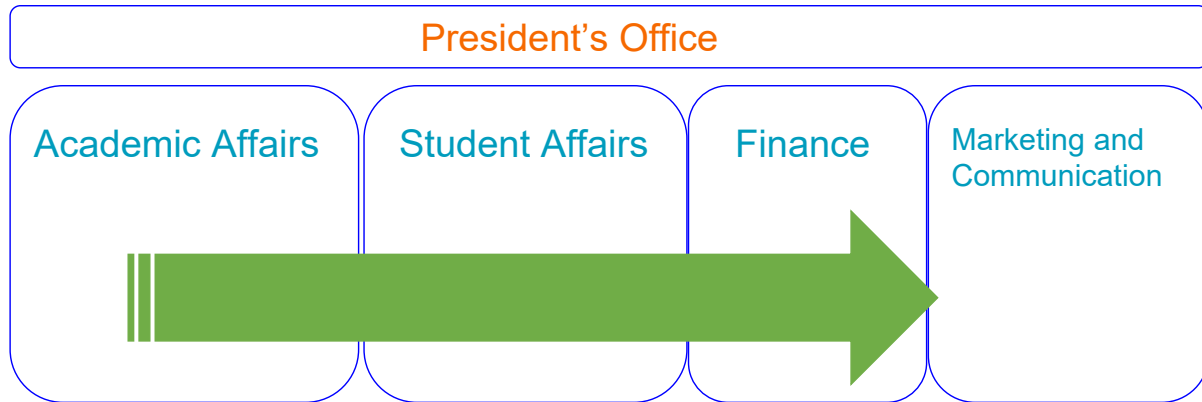 President’s Office
Academic Affairs
Student Affairs
Finance
Marketing and
Communication